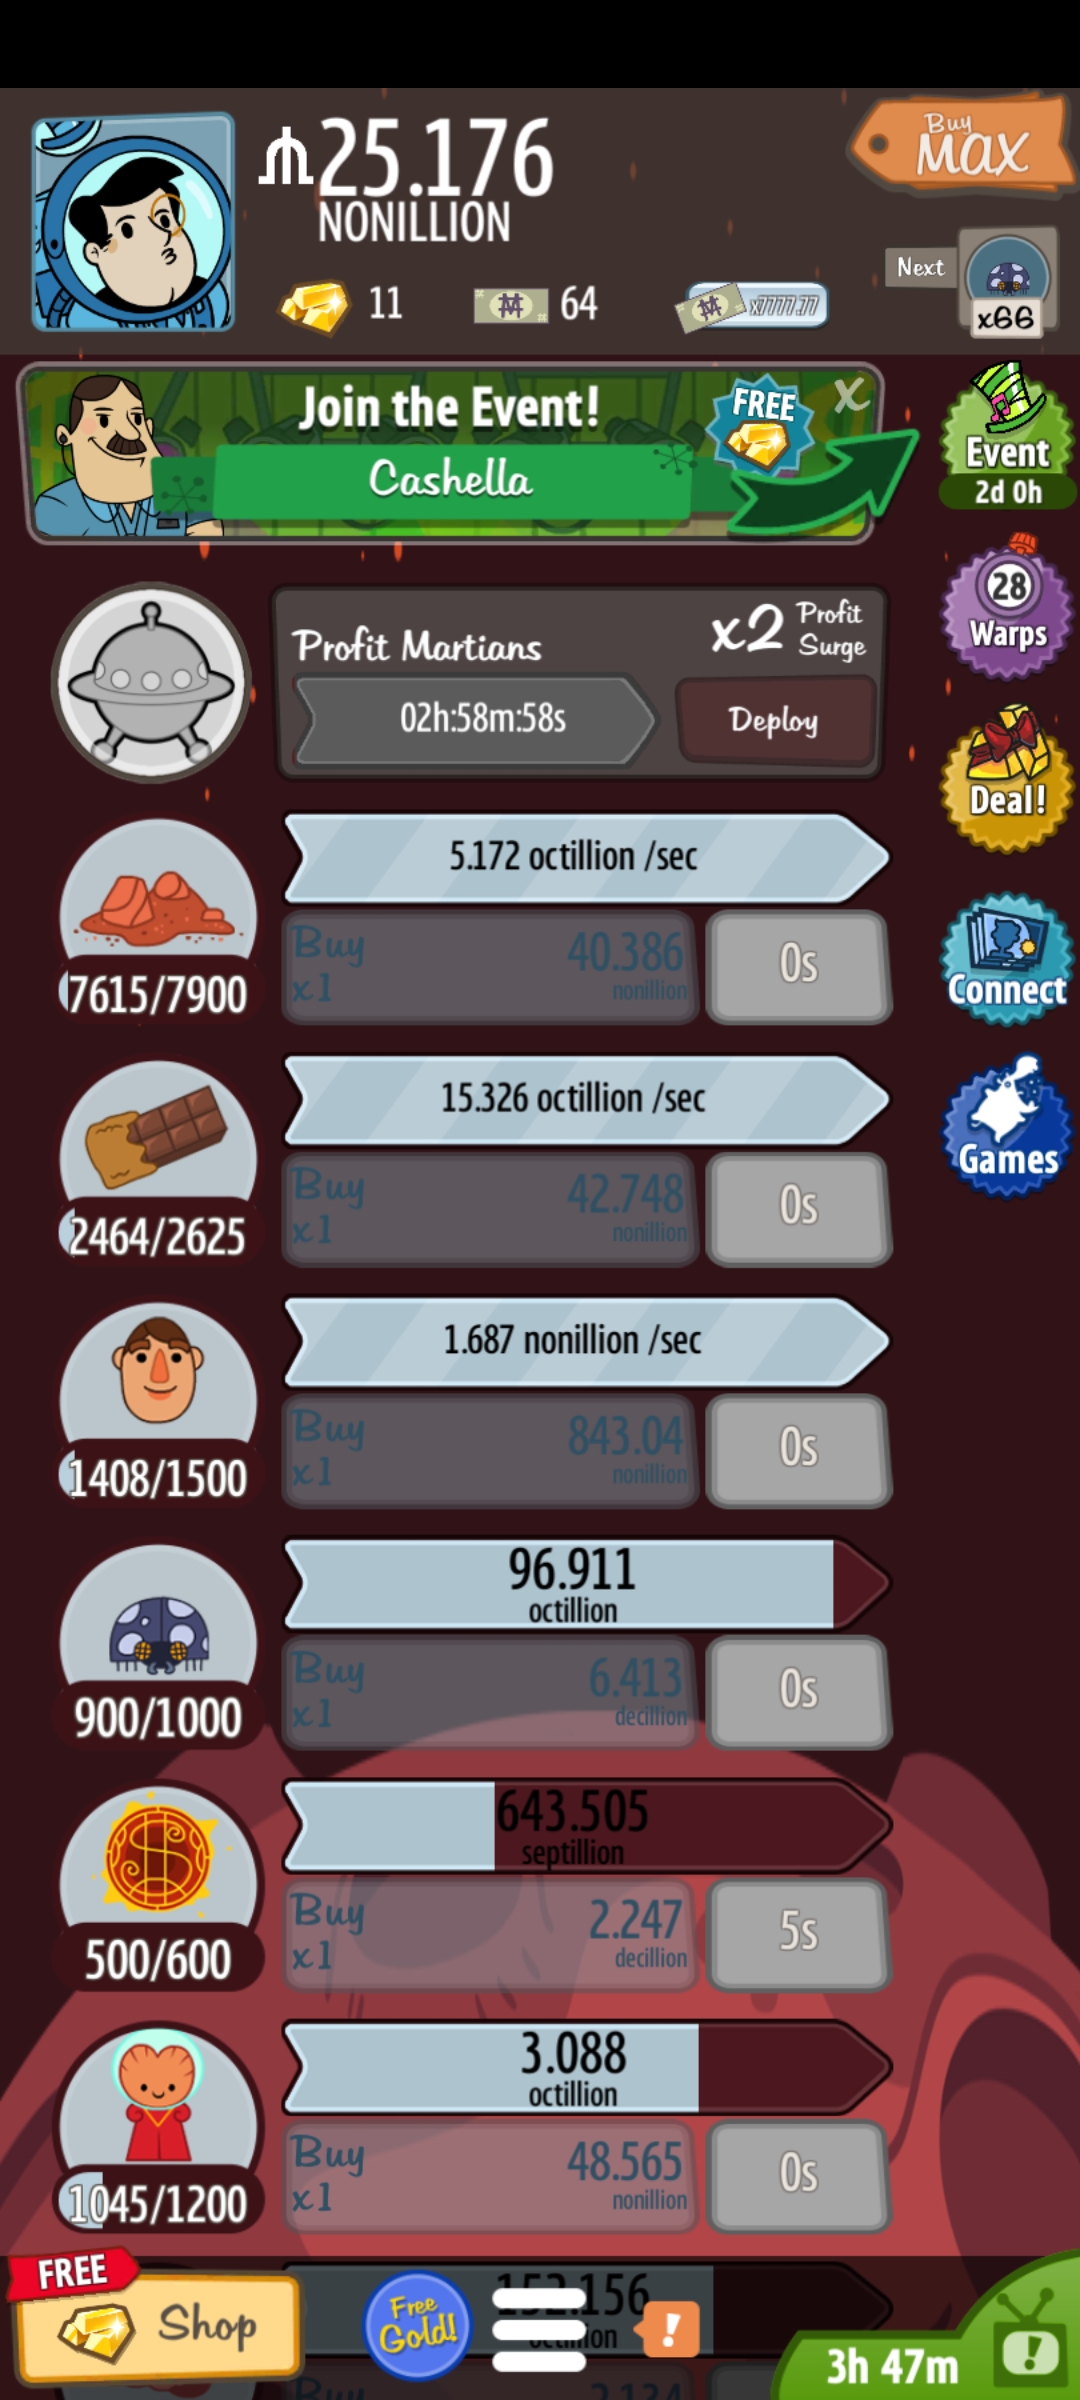 25.176
NONILLION
Buy
MAX
11
64
x7777.77
Next
x66
Join the Event!
FREE
X
Cashella
Event
2d 0h
28
Warps
Profit Martians
x2 Profit Surge
02h:58m:58s
Deploy
Deal!
5.172 octillion /sec
7615/7900
Buy
x1
40.386
nonillion
0s
Connect
15.326 octillion /sec
2464/2625
Buy
x1
42.748
nonillion
0s
Games
1.687 nonillion /sec
1408/1500
Buy
x1
843.04
nonillion
0s
96.911
octillion
900/1000
Buy
x1
6.413
decillion
0s
643.505
septillion
500/600
Buy
x1
2.247
decillion
5s
3.088
octillion
1045/1200
Buy
x1
48.565
nonillion
0s
FREE
Shop
Free
Gold!
152.156
!
3h 47m
!
Buy
2.134